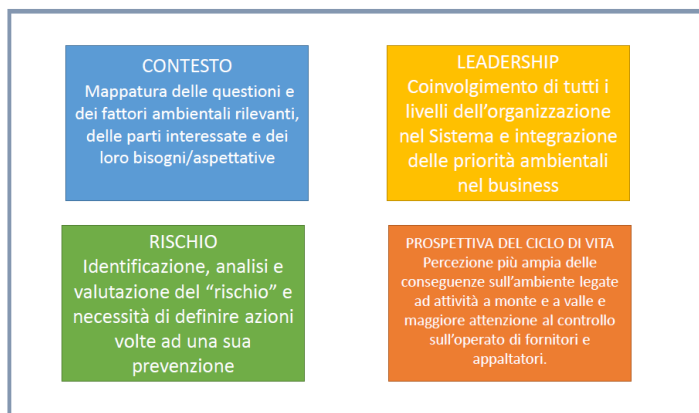 CONTESTO
Mappatura delle questioni e
dei fattori ambientali rilevanti,
delle parti interessate e dei
loro bisogni/aspettative
LEADERSHIP
Coinvolgimento di tutti i
livelli dell’organizzazione
nel Sistema e integrazione
delle priorità ambientali
nel business
RISCHIO
Identificazione, analisi e
valutazione del “rischio” e
necessità di definire azioni
volte ad una sua
prevenzione
PROSPETTIVA DEL CICLO DI VITA
Percezione più ampia delle
conseguenze sull’ambiente legate
ad attività a monte e a valle e
maggiore attenzione al controllo
sull’operato di fornitori e
appaltatori.